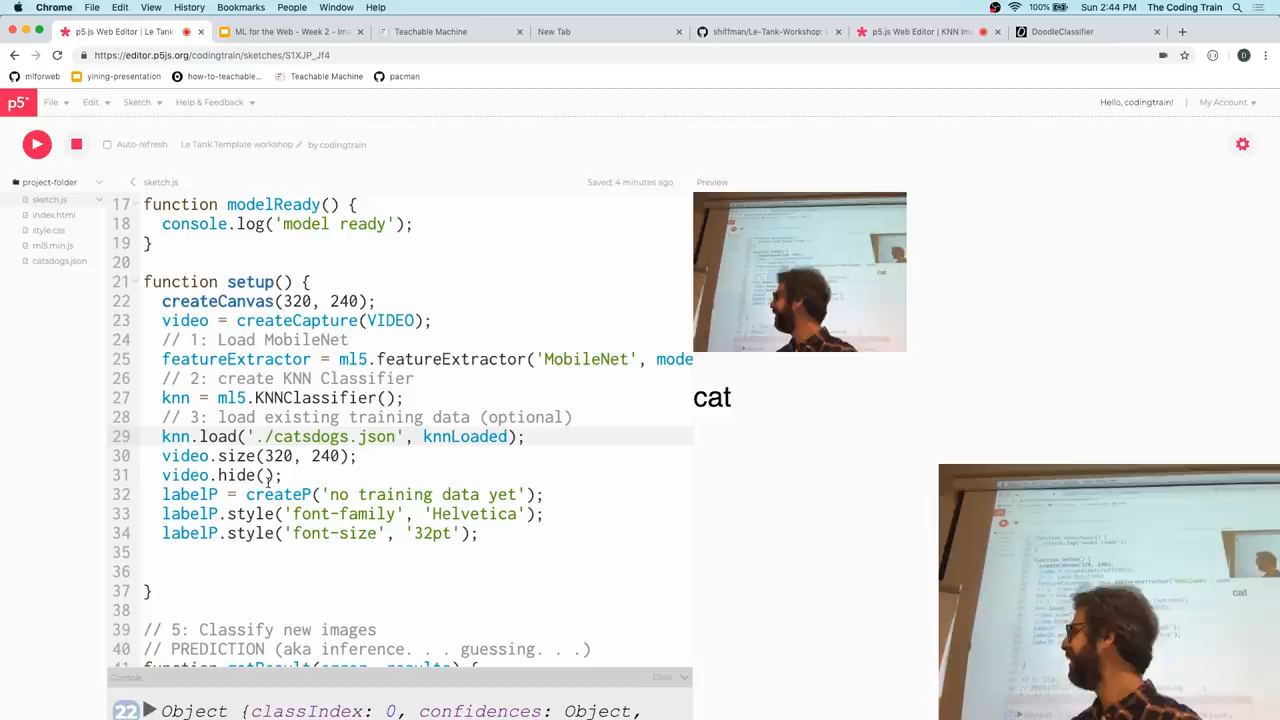 Chrome File Edit View History Bookmarks People Window Help 100% Sun 2:44 PM The Coding Train
p5.js Web Editor | Le Tank ML for the Web - Week 2 - Ima Teachable Machine New Tab shiffman/Le-Tank-Workshop: p5.js Web Editor | KNN Ima DoodleClassifier
https://editor.p5js.org/codingtrain/sketches/S1XJP_Jf4
mlforweb yining-presentation how-to-teachable... Teachable Machine pacman
p5* File Edit Sketch Help & Feedback Hello, codingtrain! | My Account
Auto-refresh Le Tank Template workshop by codingtrain
project-folder sketch.js Saved: 4 minutes ago Preview
sketch.js
index.html
style.css
ml5.min.js
catsdogs.json
17 function modelReady() {
18 console.log('model ready');
19 }
20
21 function setup() {
22 createCanvas(320, 240);
23 video = createCapture(VIDEO);
24 // 1: Load MobileNet
25 featureExtractor = ml5.featureExtractor('MobileNet', mode
26 // 2: create KNN Classifier
27 knn = ml5.KNNClassifier();
28 // 3: load existing training data (optional)
29 knn.load('./catsdogs.json', knnLoaded);
30 video.size(320, 240);
31 video.hide();
32 labelP = createP('no training data yet');
33 labelP.style('font-family', 'Helvetica');
34 labelP.style('font-size', '32pt');
35
36
37 }
38
39 // 5: Classify new images
40 // PREDICTION (aka inference. . . guessing. . .)
41 function getResult(error, results) {
Console Clear
22 Object {classIndex: 0, confidences: Object,
cat
cat
cat